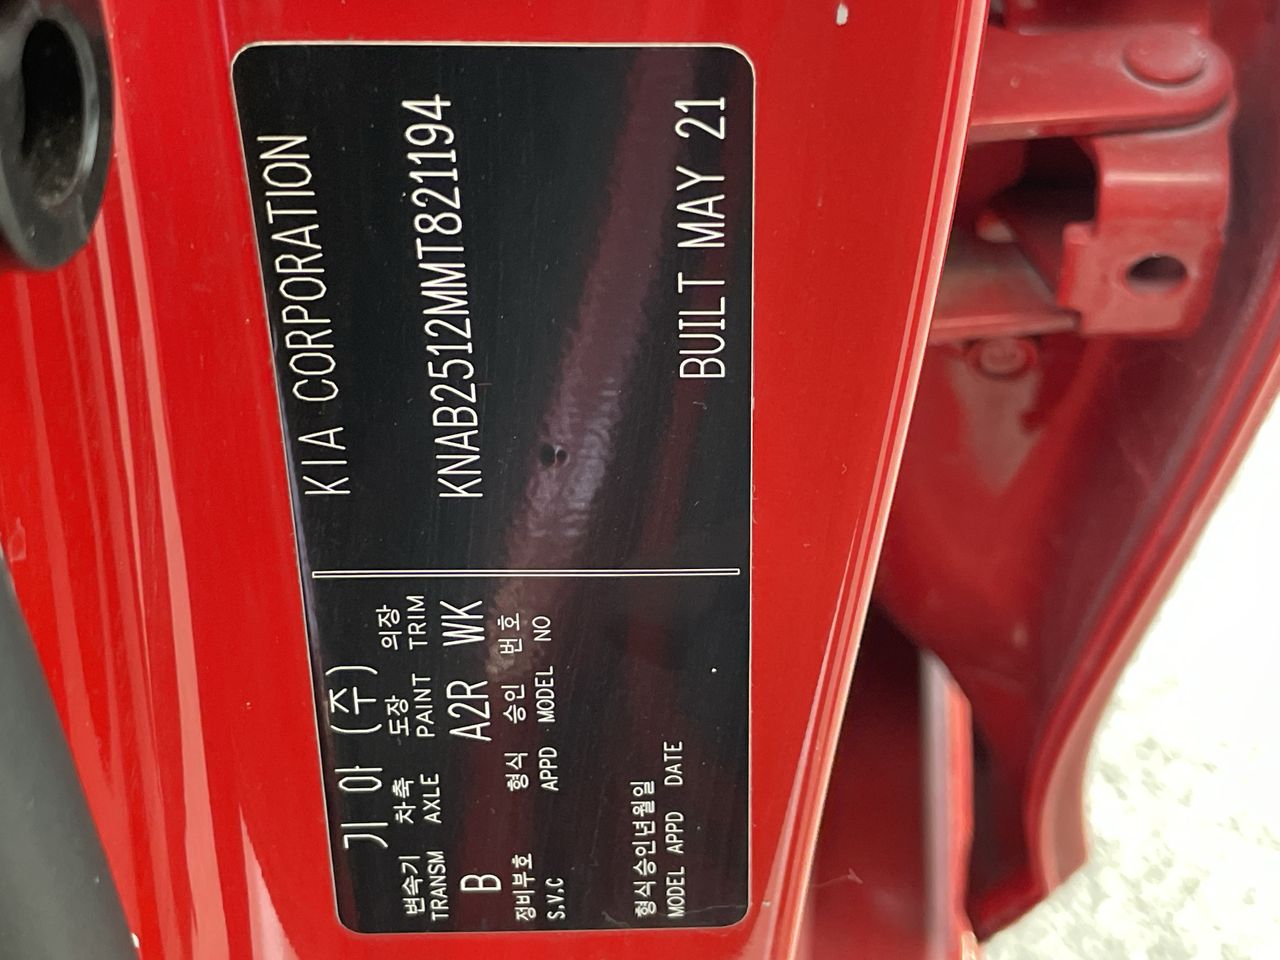 기아 (주) KIA CORPORATION
변속기 차축 도장 의장
TRANSM AXLE PAINT TRIM
B A2R WK KNAB2512MMT821194
정비부호 형식 승인 번호
S.V.C APPD MODEL NO
형식승인년월일
MODEL APPD DATE BUILT MAY 21